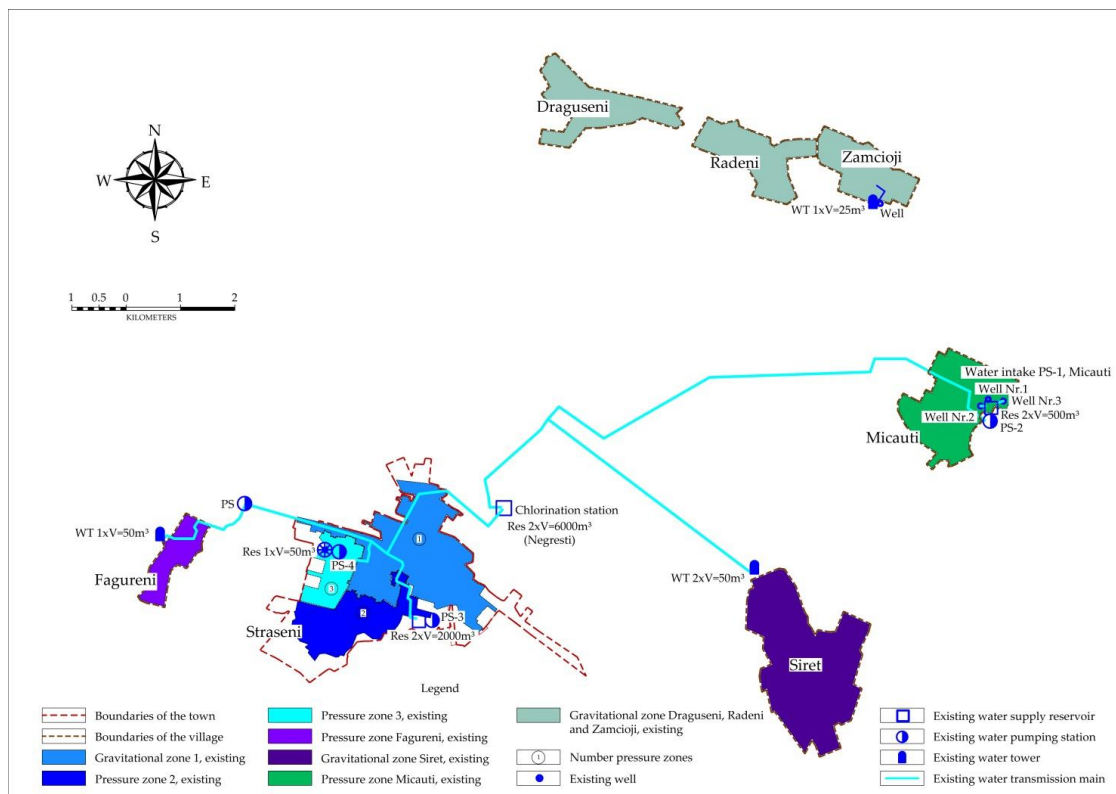 Draguseni
Radeni
Zamcioji
WT 1xV=25m³
Well
N
W
E
S
1 0.5 0 1 2
KILOMETERS
Water intake PS-1, Micauti
Well Nr.1
Well Nr.3
Well Nr.2
Res 2xV=500m³
PS-2
Micauti
PS
Chlorination station
Res 2xV=6000m³
(Negresti)
WT 1xV=50m³
Fagureni
1
Res 1xV=50m³
PS-4
3
2
WT 2xV=50m³
PS-3
Res 2xV=2000m³
Straseni
Siret
Legend
Boundaries of the town
Boundaries of the village
Gravitational zone 1, existing
Pressure zone 2, existing
Pressure zone 3, existing
Pressure zone Fagureni, existing
Gravitational zone Siret, existing
Pressure zone Micauti, existing
Gravitational zone Draguseni, Radeni
and Zamcioji, existing
1
Number pressure zones
Existing well
Existing water supply reservoir
Existing water pumping station
Existing water tower
Existing water transmission main